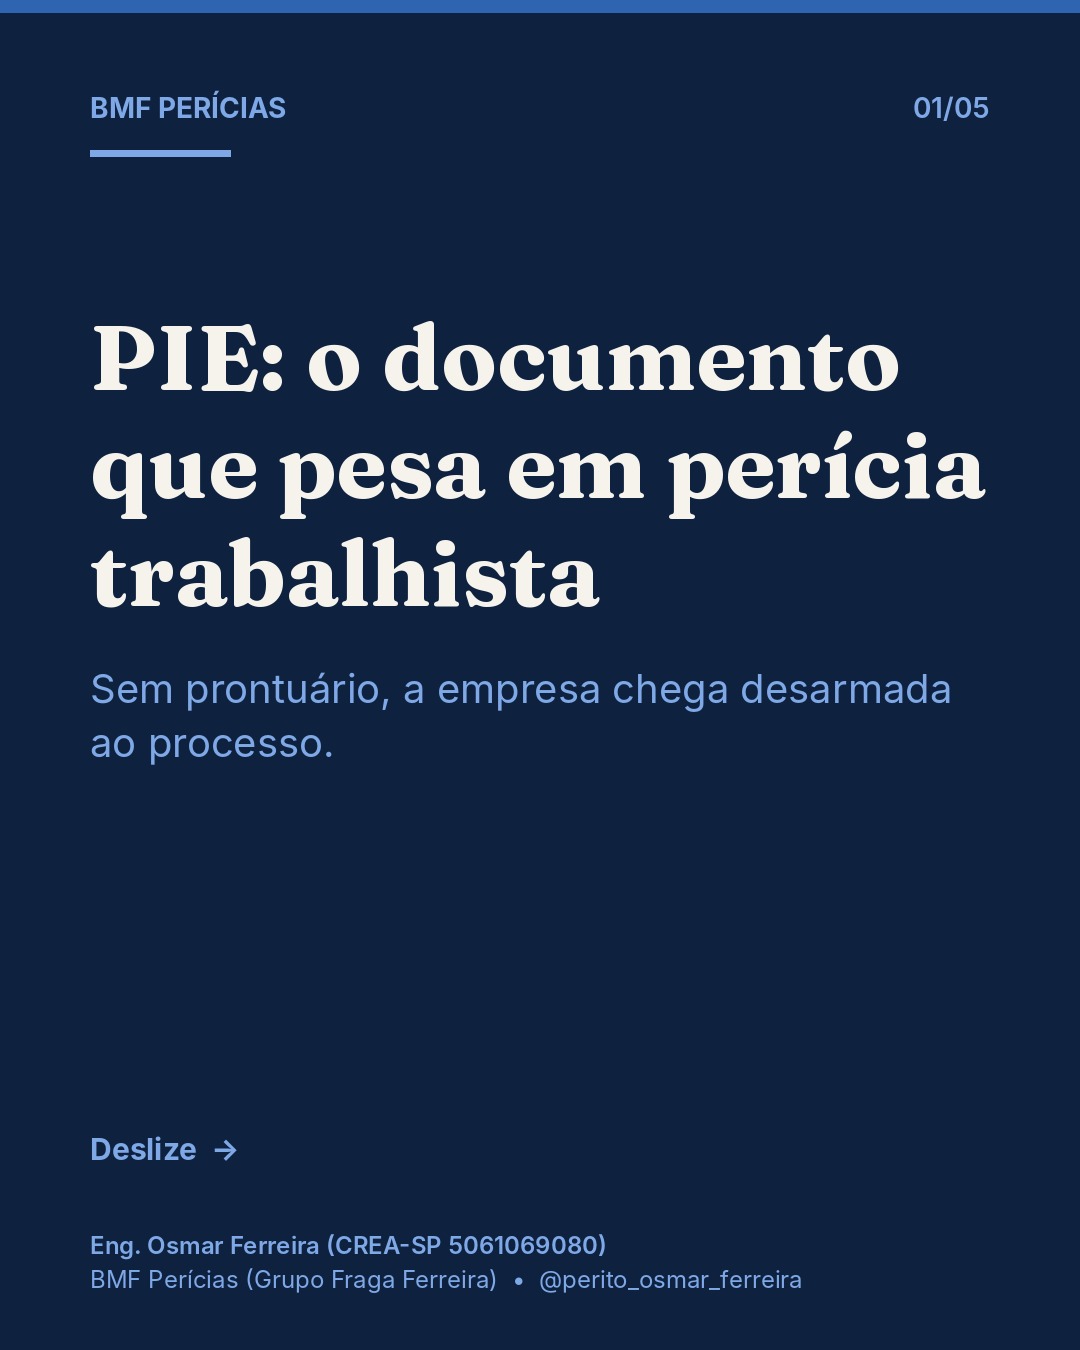 BMF PERÍCIAS
01/05
PIE: o documento
que pesa em perícia
trabalhista
Sem prontuário, a empresa chega desarmada
ao processo.
Deslize →
Eng. Osmar Ferreira (CREA-SP 5061069080)
BMF Perícias (Grupo Fraga Ferreira) • @perito_osmar_ferreira